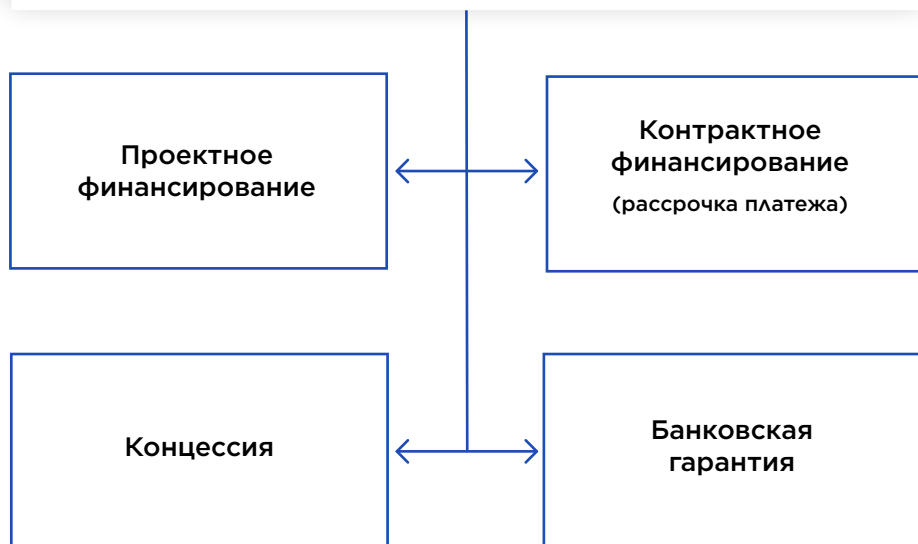 Проектное
финансирование
Контрактное
финансирование
(рассрочка платежа)
Концессия
Банковская
гарантия